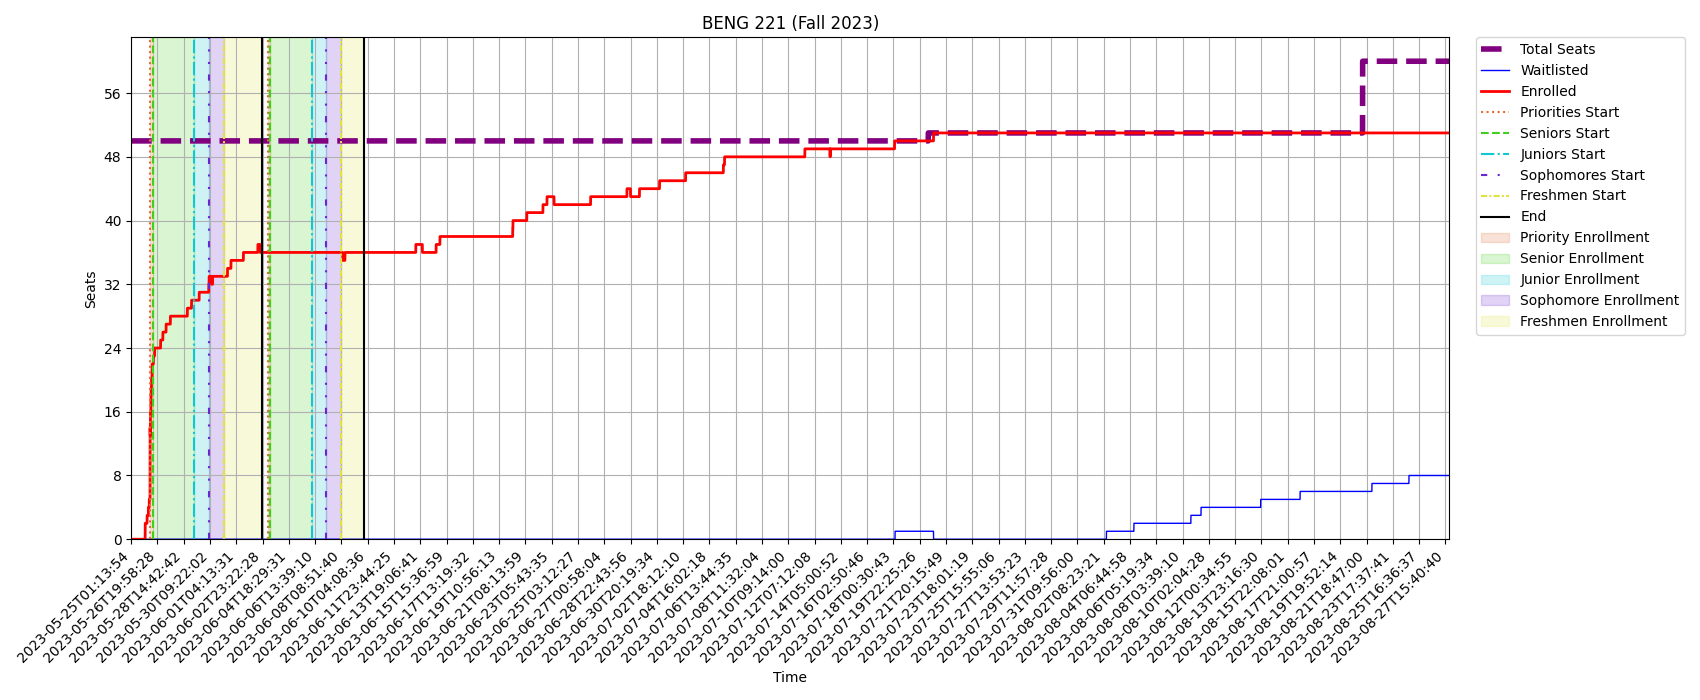 BENG 221 (Fall 2023)
Total Seats
Waitlisted
Enrolled
Priorities Start
Seniors Start
Juniors Start
Sophomores Start
Freshmen Start
End
Priority Enrollment
Senior Enrollment
Junior Enrollment
Sophomore Enrollment
Freshmen Enrollment
Seats
56
48
40
32
24
16
8
0
2023-05-25T01:13:54
2023-05-26T19:58:28
2023-05-28T14:42:42
2023-05-30T09:22:02
2023-06-01T04:13:31
2023-06-02T23:22:28
2023-06-04T18:29:31
2023-06-06T13:39:10
2023-06-08T08:51:40
2023-06-10T04:08:36
2023-06-11T23:44:25
2023-06-13T19:06:41
2023-06-15T15:36:59
2023-06-17T13:19:32
2023-06-19T10:56:13
2023-06-21T08:13:59
2023-06-23T05:43:35
2023-06-25T03:12:27
2023-06-27T00:58:04
2023-06-28T22:43:56
2023-06-30T20:19:34
2023-07-02T18:12:10
2023-07-04T16:02:18
2023-07-06T13:44:35
2023-07-08T11:32:04
2023-07-10T09:14:00
2023-07-12T07:12:08
2023-07-14T05:00:52
2023-07-16T02:50:46
2023-07-18T00:30:43
2023-07-19T22:25:26
2023-07-21T20:15:49
2023-07-23T18:01:19
2023-07-25T15:55:06
2023-07-27T13:53:23
2023-07-29T11:57:28
2023-07-31T09:56:00
2023-08-02T08:23:21
2023-08-04T06:44:58
2023-08-06T05:19:34
2023-08-08T03:39:10
2023-08-10T02:04:28
2023-08-12T00:34:55
2023-08-13T23:16:30
2023-08-15T22:08:01
2023-08-17T21:00:57
2023-08-19T19:52:14
2023-08-21T18:47:00
2023-08-23T17:37:41
2023-08-25T16:36:37
2023-08-27T15:40:40
Time